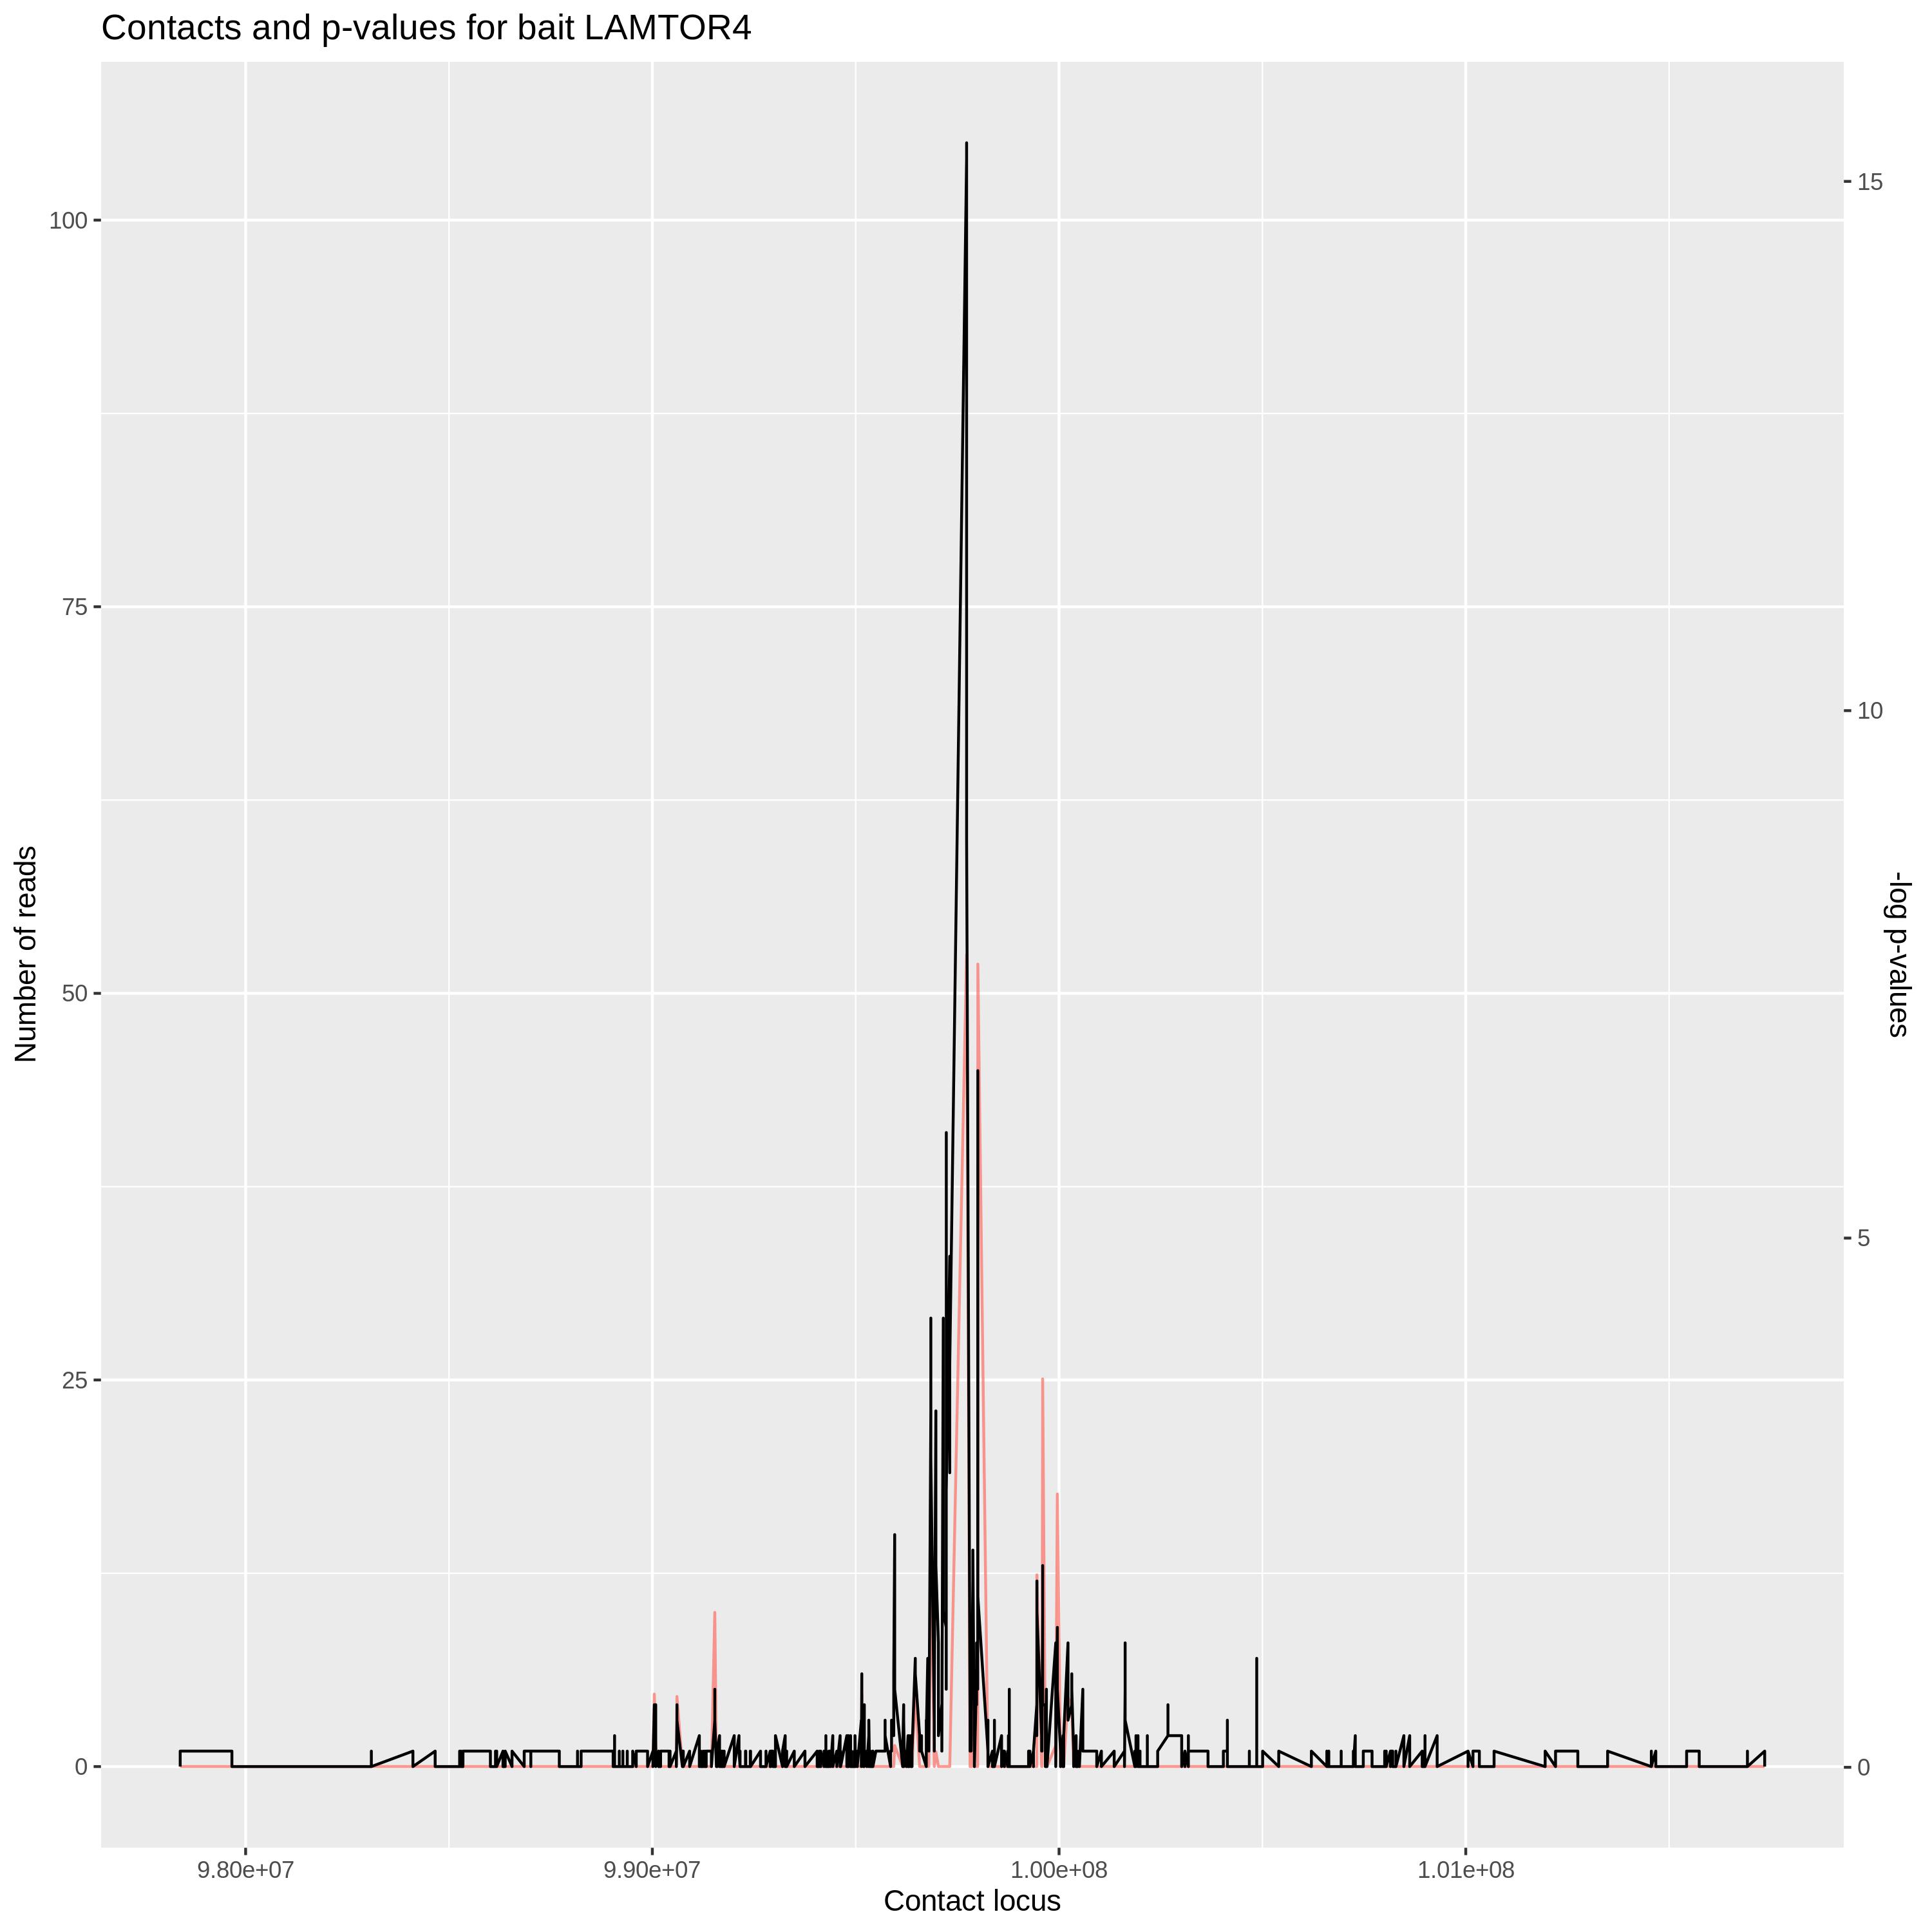 Contacts and p-values for bait LAMTOR4
100
75
50
25
0
Number of reads
15
10
5
0
-log p-values
9.80e+07
9.90e+07
1.00e+08
1.01e+08
Contact locus